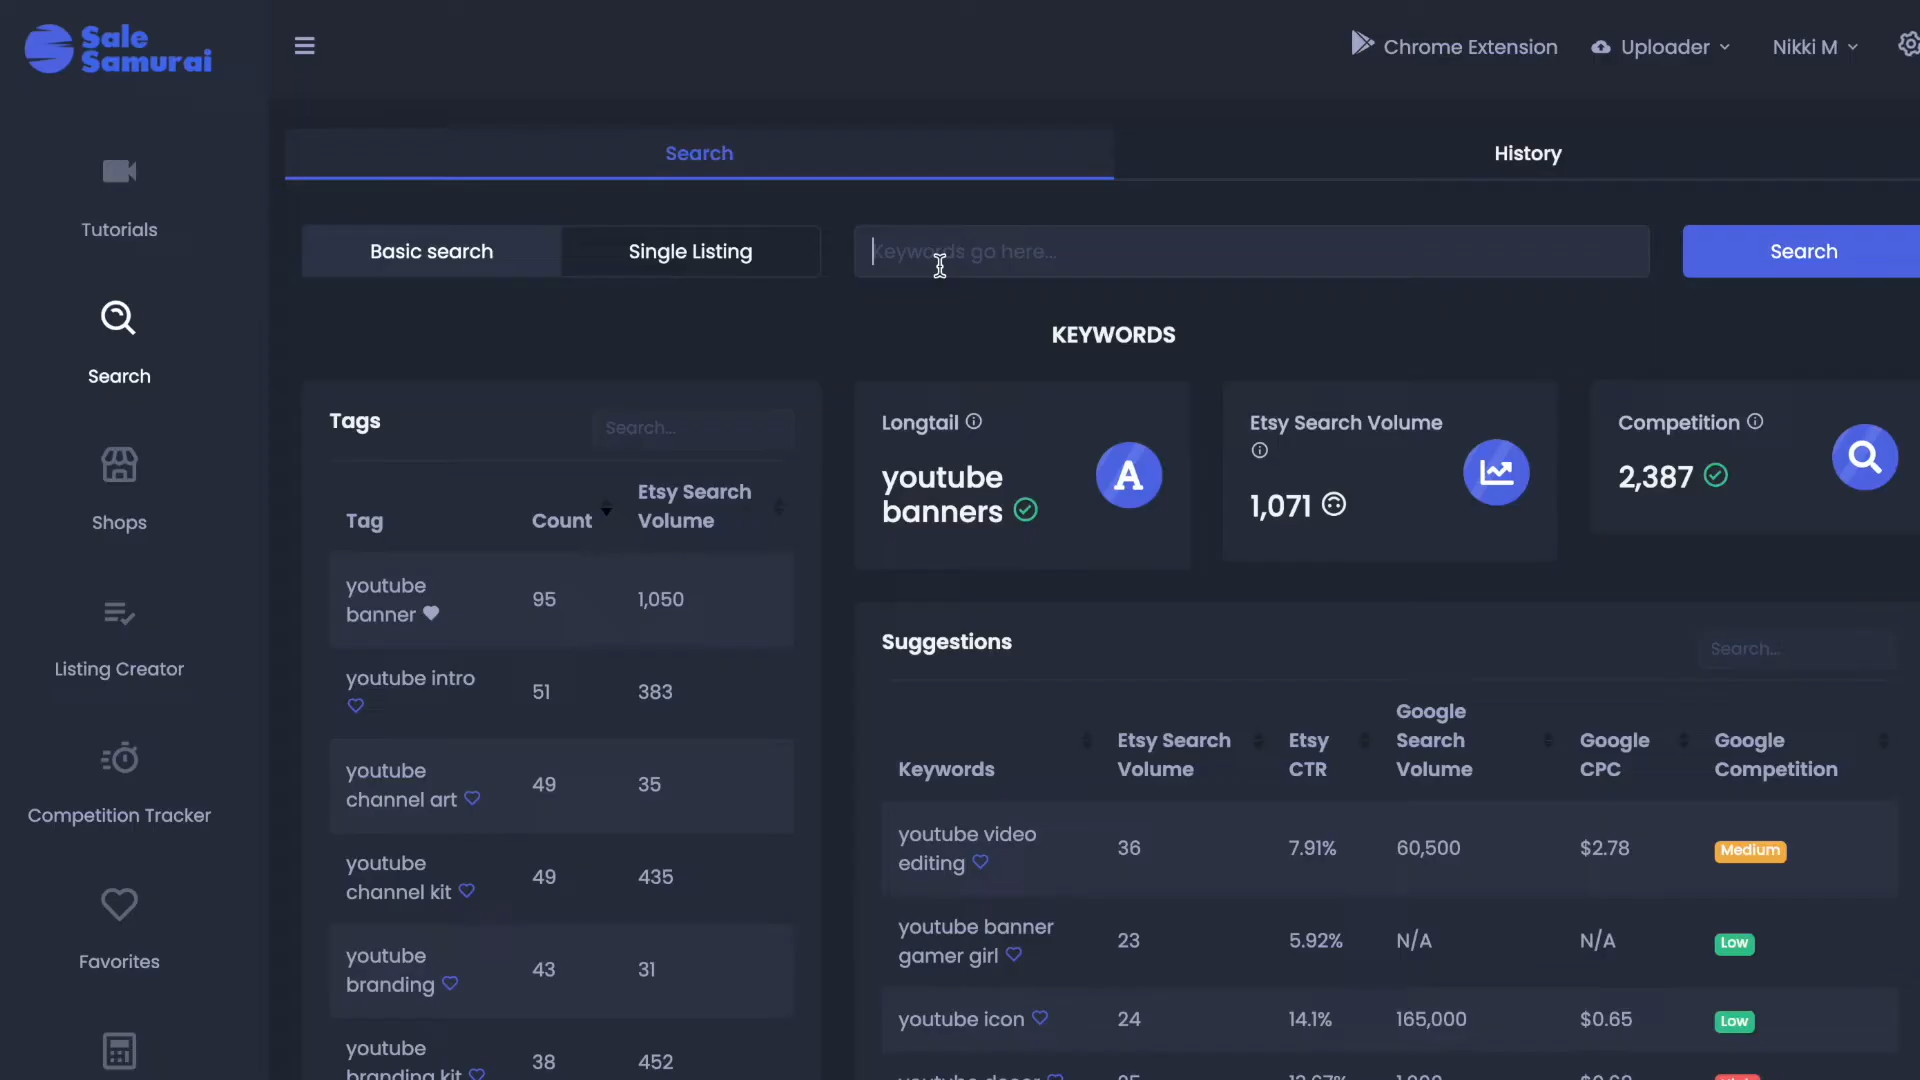 Sale
Samurai
Chrome Extension
Uploader
Nikki M
Search
History
Basic search
Single Listing
Keywords go here...
Search
Tutorials
Search
Shops
Listing Creator
Competition Tracker
Favorites
KEYWORDS
Tags
Search...
Tag
Count
Etsy Search
Volume
youtube
banner
95
1,050
youtube intro
51
383
youtube
channel art
49
35
youtube
channel kit
49
435
youtube
branding
43
31
youtube
branding kit
38
452
Longtail
youtube
banners
Etsy Search Volume
1,071
Competition
2,387
Suggestions
Search...
Keywords
Etsy Search
Volume
Etsy
CTR
Google
Search
Volume
Google
CPC
Google
Competition
youtube video
editing
36
7.91%
60,500
$2.78
Medium
youtube banner
gamer girl
23
5.92%
N/A
N/A
Low
youtube icon
24
14.1%
165,000
$0.65
Low